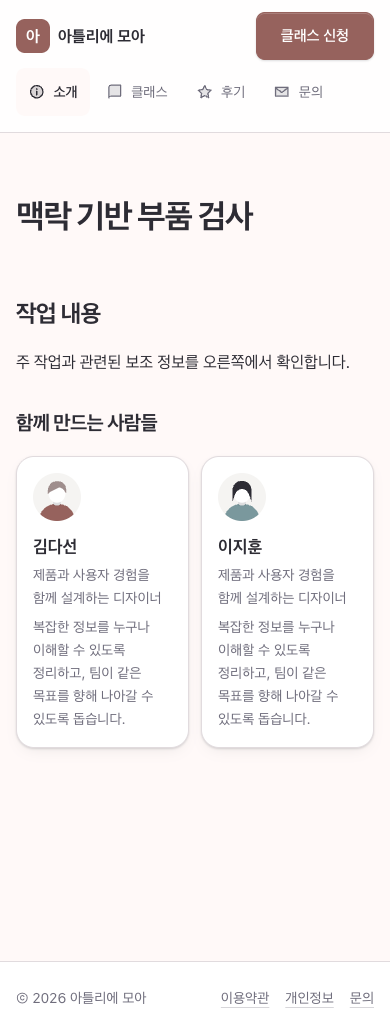 아 아틀리에 모아
클래스 신청
소개 클래스 후기 문의
맥락 기반 부품 검사
작업 내용
주 작업과 관련된 보조 정보를 오른쪽에서 확인합니다.
함께 만드는 사람들
김다선
제품과 사용자 경험을
함께 설계하는 디자이너
복잡한 정보를 누구나
이해할 수 있도록
정리하고, 팀이 같은
목표를 향해 나아갈 수
있도록 돕습니다.
이지훈
제품과 사용자 경험을
함께 설계하는 디자이너
복잡한 정보를 누구나
이해할 수 있도록
정리하고, 팀이 같은
목표를 향해 나아갈 수
있도록 돕습니다.
© 2026 아틀리에 모아
이용약관 개인정보 문의